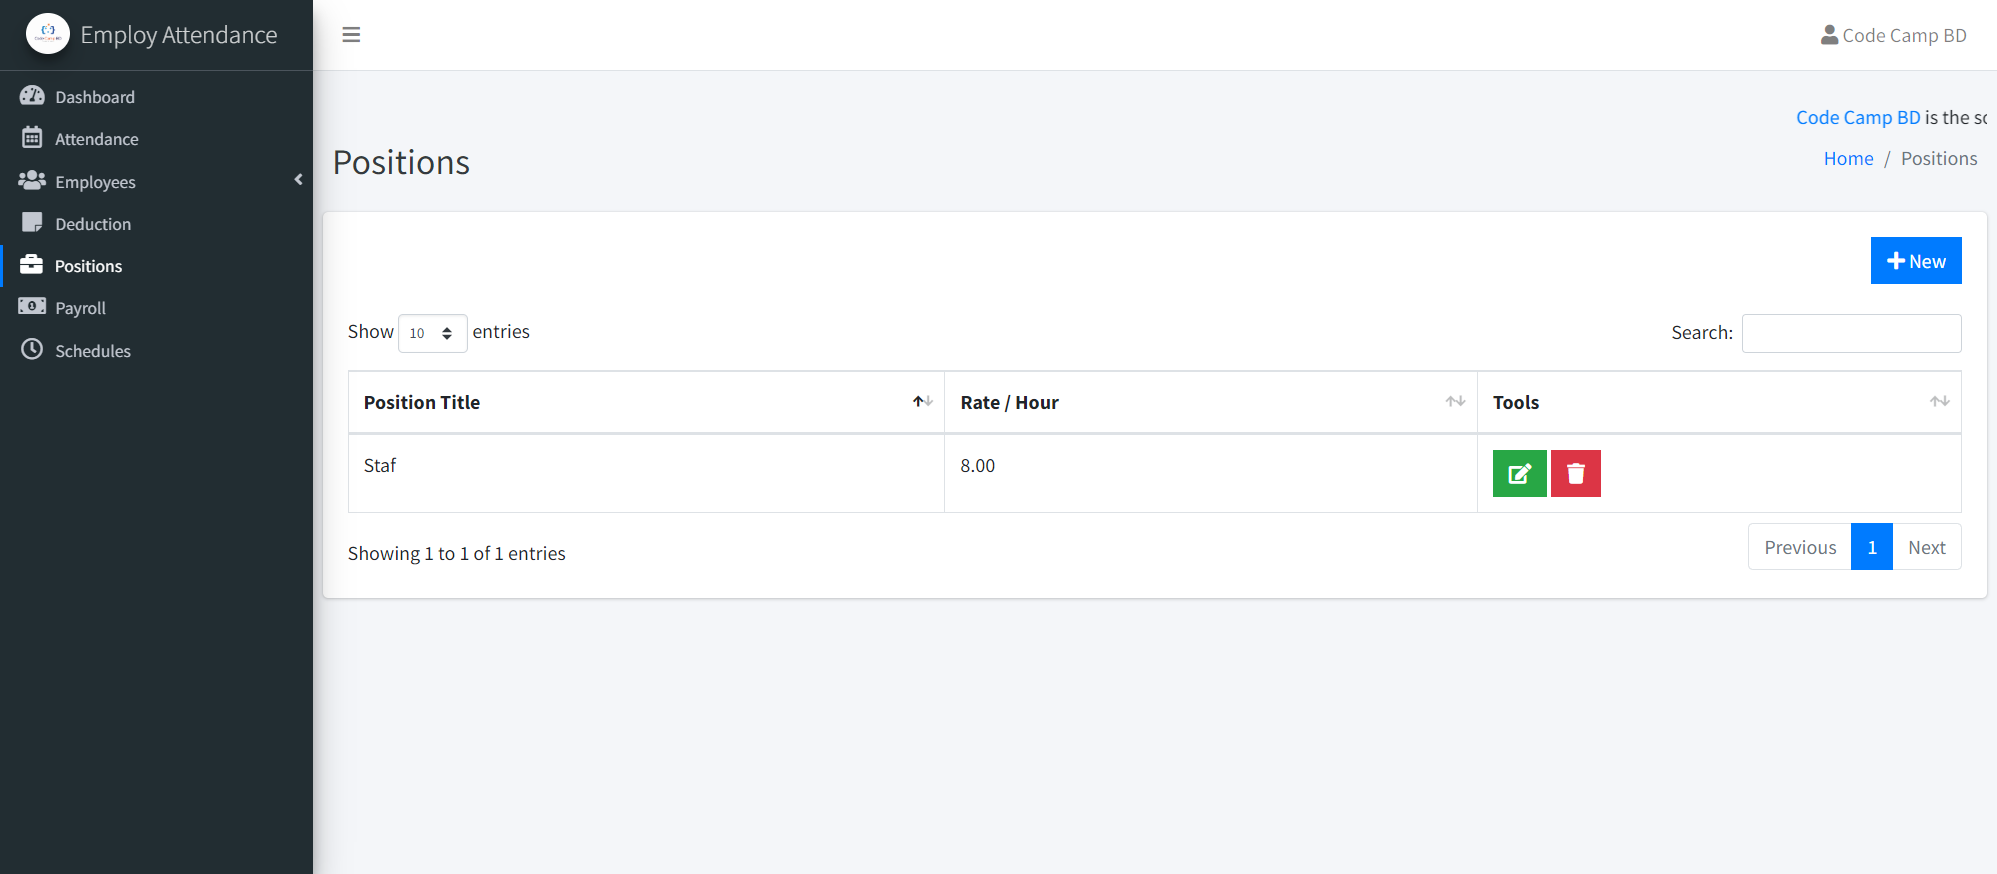 Employ Attendance
Code Camp BD
Dashboard
Attendance
Employees
Deduction
Positions
Payroll
Schedules
Code Camp BD is the
Positions
Home / Positions
New
Show 10 entries
Search:
Position Title Rate / Hour Tools
Staf 8.00
Showing 1 to 1 of 1 entries
Previous 1 Next